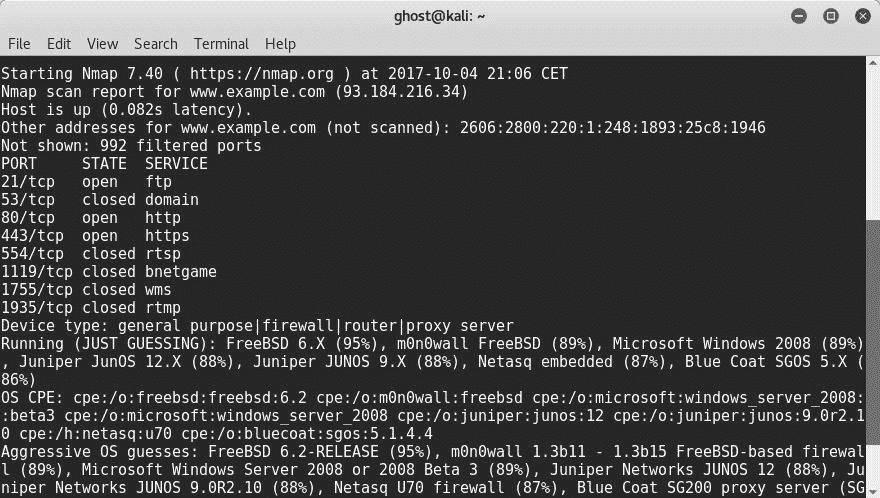 ghost@kali: ~
File Edit View Search Terminal Help
Starting Nmap 7.40 ( https://nmap.org ) at 2017-10-04 21:06 CET
Nmap scan report for www.example.com (93.184.216.34)
Host is up (0.082s latency).
Other addresses for www.example.com (not scanned): 2606:2800:220:1:248:1893:25c8:1946
Not shown: 992 filtered ports
PORT     STATE  SERVICE
21/tcp   open   ftp
53/tcp   closed domain
80/tcp   open   http
443/tcp  open   https
554/tcp  closed rtsp
1119/tcp closed bnetgame
1755/tcp closed wms
1935/tcp closed rtmp
Device type: general purpose|firewall|router|proxy server
Running (JUST GUESSING): FreeBSD 6.X (95%), m0n0wall FreeBSD (89%), Microsoft Windows 2008 (89%)
, Juniper JunOS 12.X (88%), Juniper JUNOS 9.X (88%), Netasq embedded (87%), Blue Coat SGOS 5.X (
86%)
OS CPE: cpe:/o:freebsd:freebsd:6.2 cpe:/o:m0n0wall:freebsd cpe:/o:microsoft:windows_server_2008:
:beta3 cpe:/o:microsoft:windows_server_2008 cpe:/o:juniper:junos:12 cpe:/o:juniper:junos:9.0r2.1
0 cpe:/h:netasq:u70 cpe:/o:bluecoat:sgos:5.1.4.4
Aggressive OS guesses: FreeBSD 6.2-RELEASE (95%), m0n0wall 1.3b11 - 1.3b15 FreeBSD-based firewal
l (89%), Microsoft Windows Server 2008 or 2008 Beta 3 (89%), Juniper Networks JUNOS 12 (88%), Ju
niper Networks JUNOS 9.0R2.10 (88%), Netasq U70 firewall (87%), Blue Coat SG200 proxy server (SG